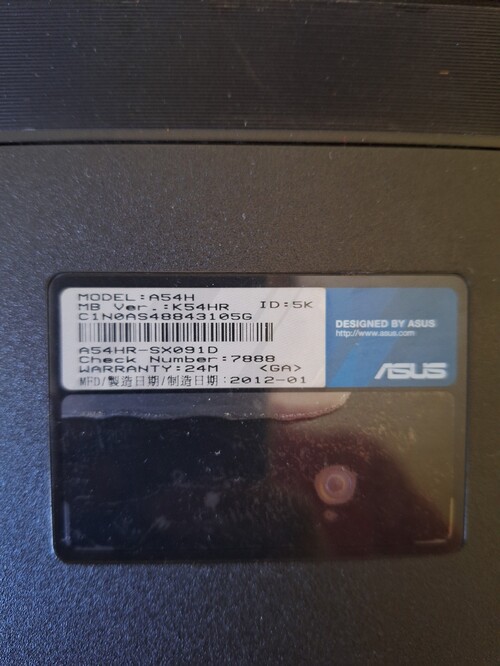 MODEL:A54H
MB Ver.:K54HR ID:5K
C1N0AS48843105G
A54HR-SX091D
Check Number:7888
WARRANTY:24M <GA>
MFD/製造日期/制造日期:2012-01
DESIGNED BY ASUS
http://www.asus.com
ASUS